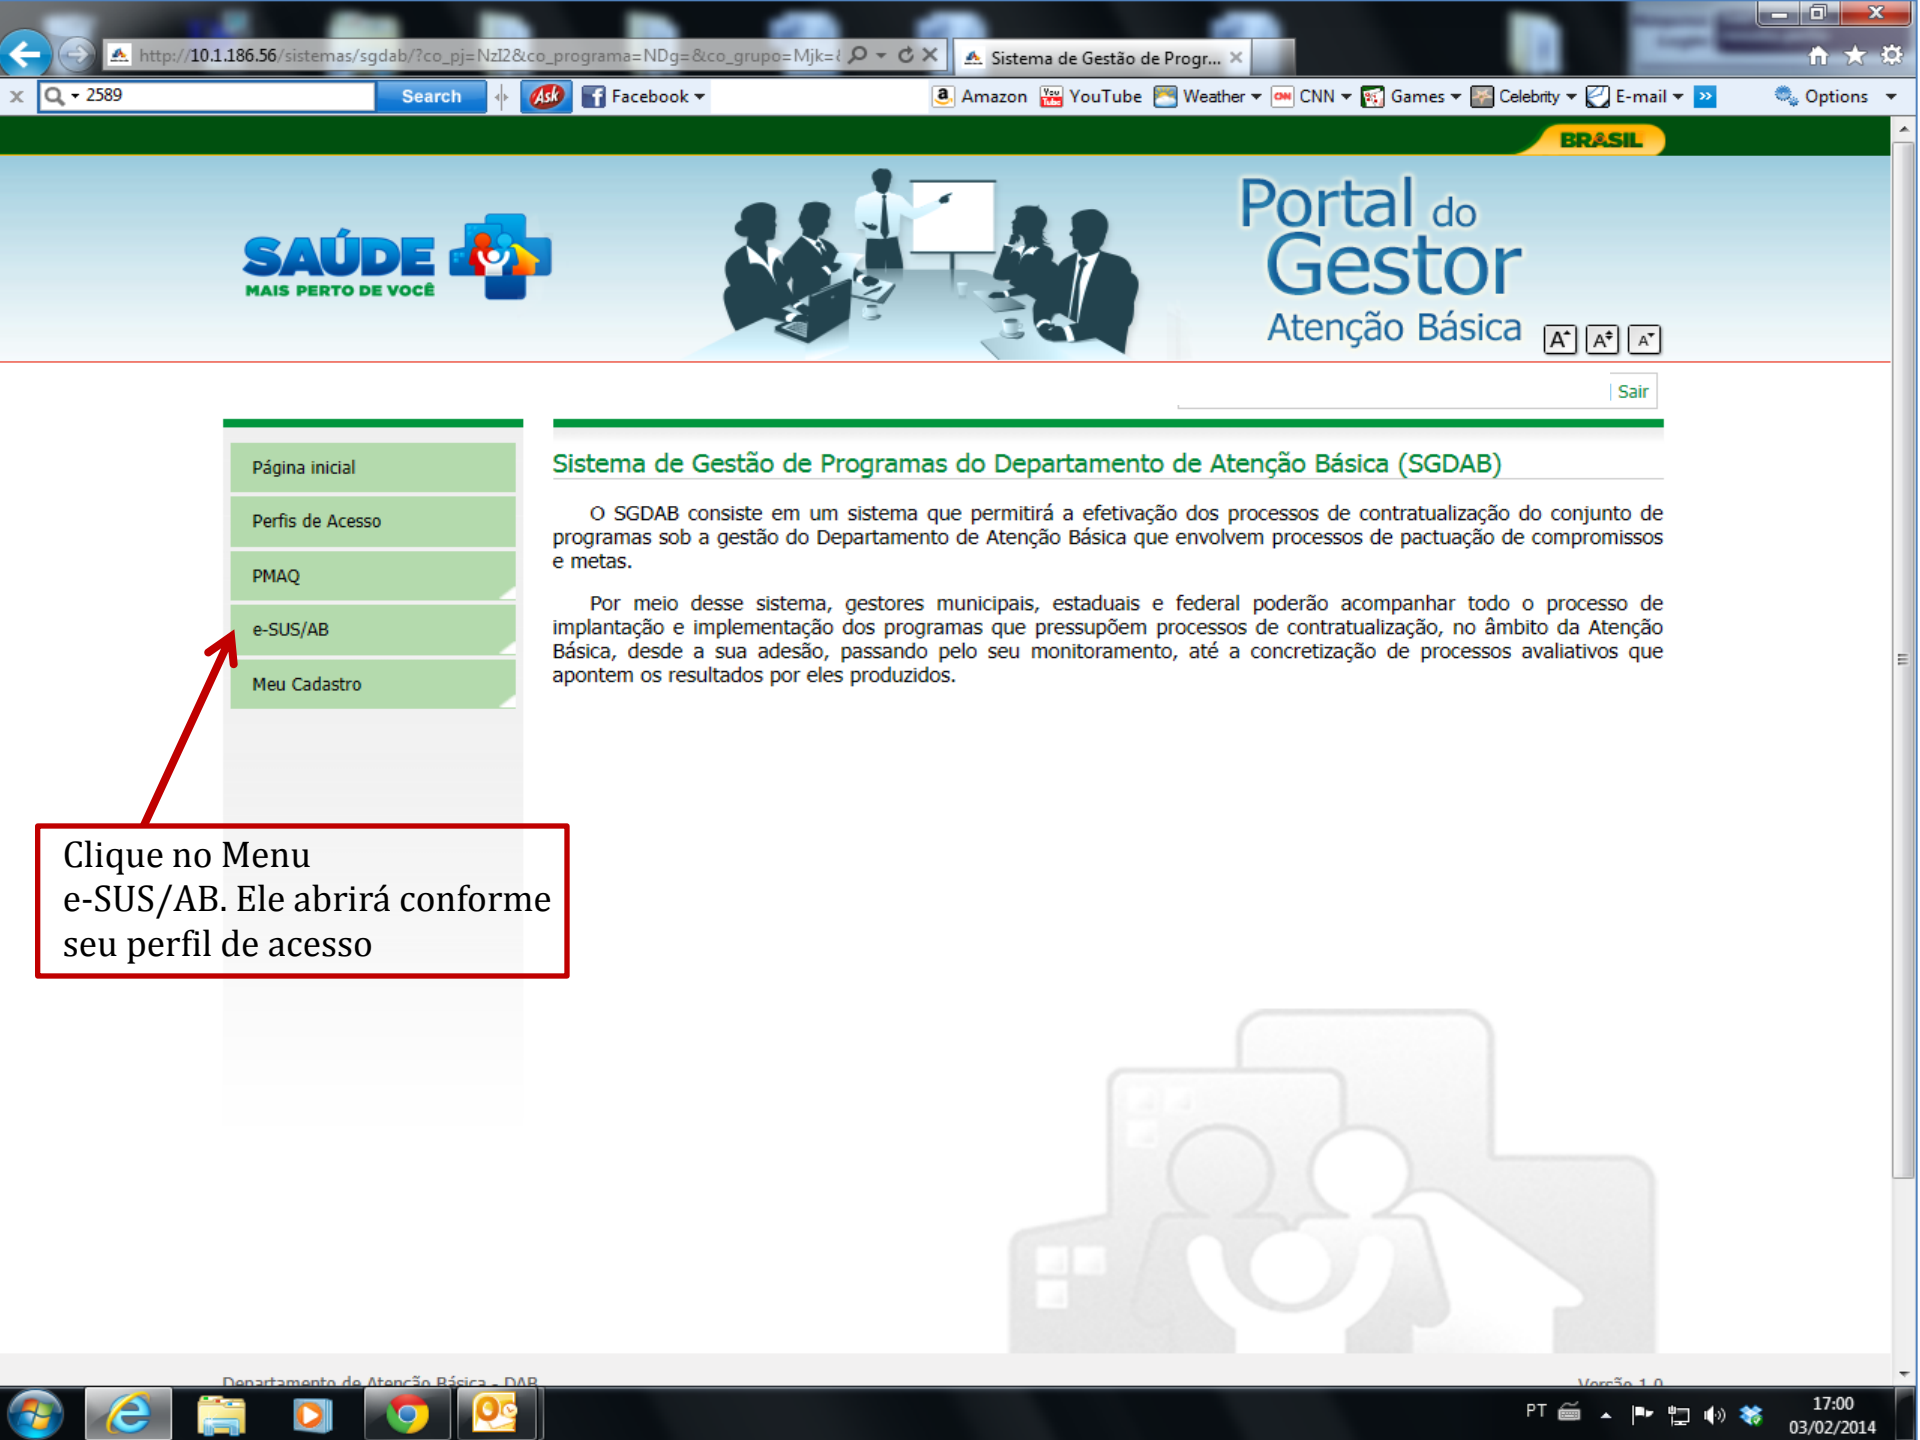 http://10.1.186.56/sistemas/sgdab/?co_pj=NzI2&co_programa=NDg=&co_grupo=Mjk=
Sistema de Gestão de Progr...
2589
Search
Ask
Facebook
Amazon
You Tube
YouTube
Weather
CNN
CNN
Games
Celebrity
E-mail
Options
BRASIL
SAÚDE
MAIS PERTO DE VOCÊ
Portal do
Gestor
Atenção Básica
A A A
| Sair
Página inicial
Perfis de Acesso
PMAQ
e-SUS/AB
Meu Cadastro
Sistema de Gestão de Programas do Departamento de Atenção Básica (SGDAB)
O SGDAB consiste em um sistema que permitirá a efetivação dos processos de contratualização do conjunto de
programas sob a gestão do Departamento de Atenção Básica que envolvem processos de pactuação de compromissos
e metas.
Por meio desse sistema, gestores municipais, estaduais e federal poderão acompanhar todo o processo de
implantação e implementação dos programas que pressupõem processos de contratualização, no âmbito da Atenção
Básica, desde a sua adesão, passando pelo seu monitoramento, até a concretização de processos avaliativos que
apontem os resultados por eles produzidos.
Clique no Menu
e-SUS/AB. Ele abrirá conforme
seu perfil de acesso
Departamento de Atenção Básica - DAB
Versão 1.0
PT
17:00
03/02/2014